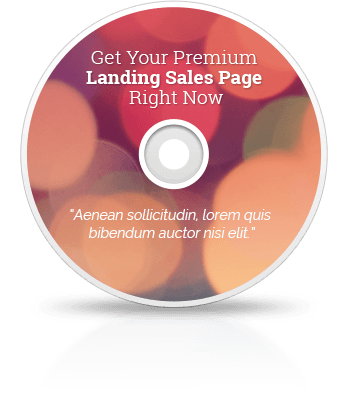 Get Your Premium
Landing Sales Page
Right Now
"Aenean sollicitudin, lorem quis
bibendum auctor nisi elit."